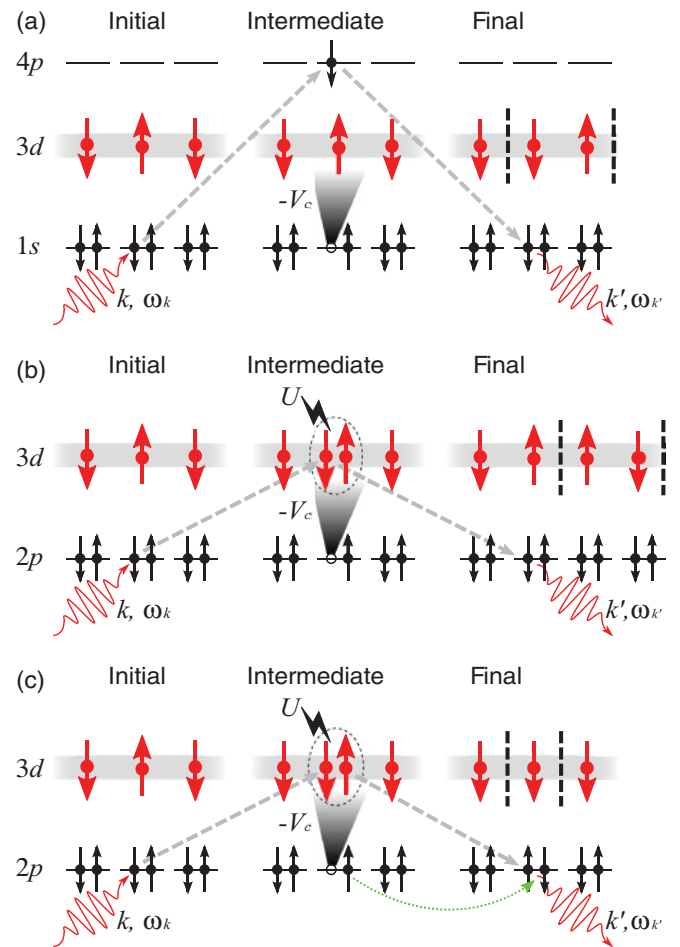 (a) Initial Intermediate Final
4p
3d
-Vc
1s
k, ωk k',ωk'
(b) Initial Intermediate Final
U
3d
-Vc
2p
k, ωk k',ωk'
(c) Initial Intermediate Final
U
3d
-Vc
2p
k, ωk k',ωk'